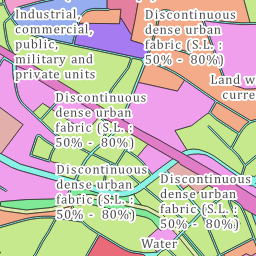 Industrial,
commercial,
public,
military and
private units
Discontinuous
dense urban
fabric (S.L. :
50% - 80%)
Land w
curre
Discontinuous
dense urban
fabric (S.L. :
50% - 80%)
Discontinuous
dense urban
fabric (S.L. :
50% - 80%)
Discontinuous
dense urban
fabric (S.L. :
50% - 80%)
Water